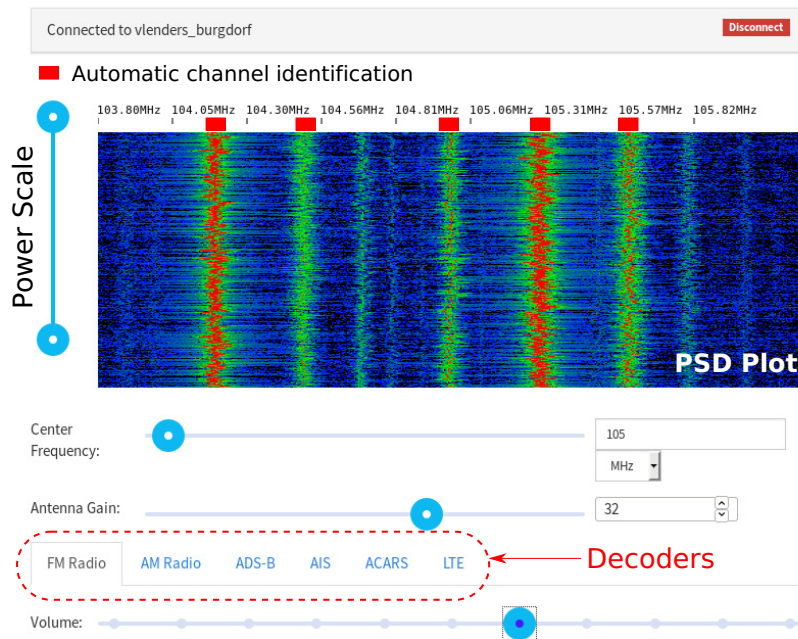 Connected to vlenders_burgdorf
Disconnect
Automatic channel identification
103.80MHz 104.05MHz 104.30MHz 104.56MHz 104.81MHz 105.06MHz 105.31MHz 105.57MHz 105.82MHz
Power Scale
PSD Plot
Center
Frequency:
105
MHz
Antenna Gain:
32
FM Radio AM Radio ADS-B AIS ACARS LTE
Decoders
Volume: